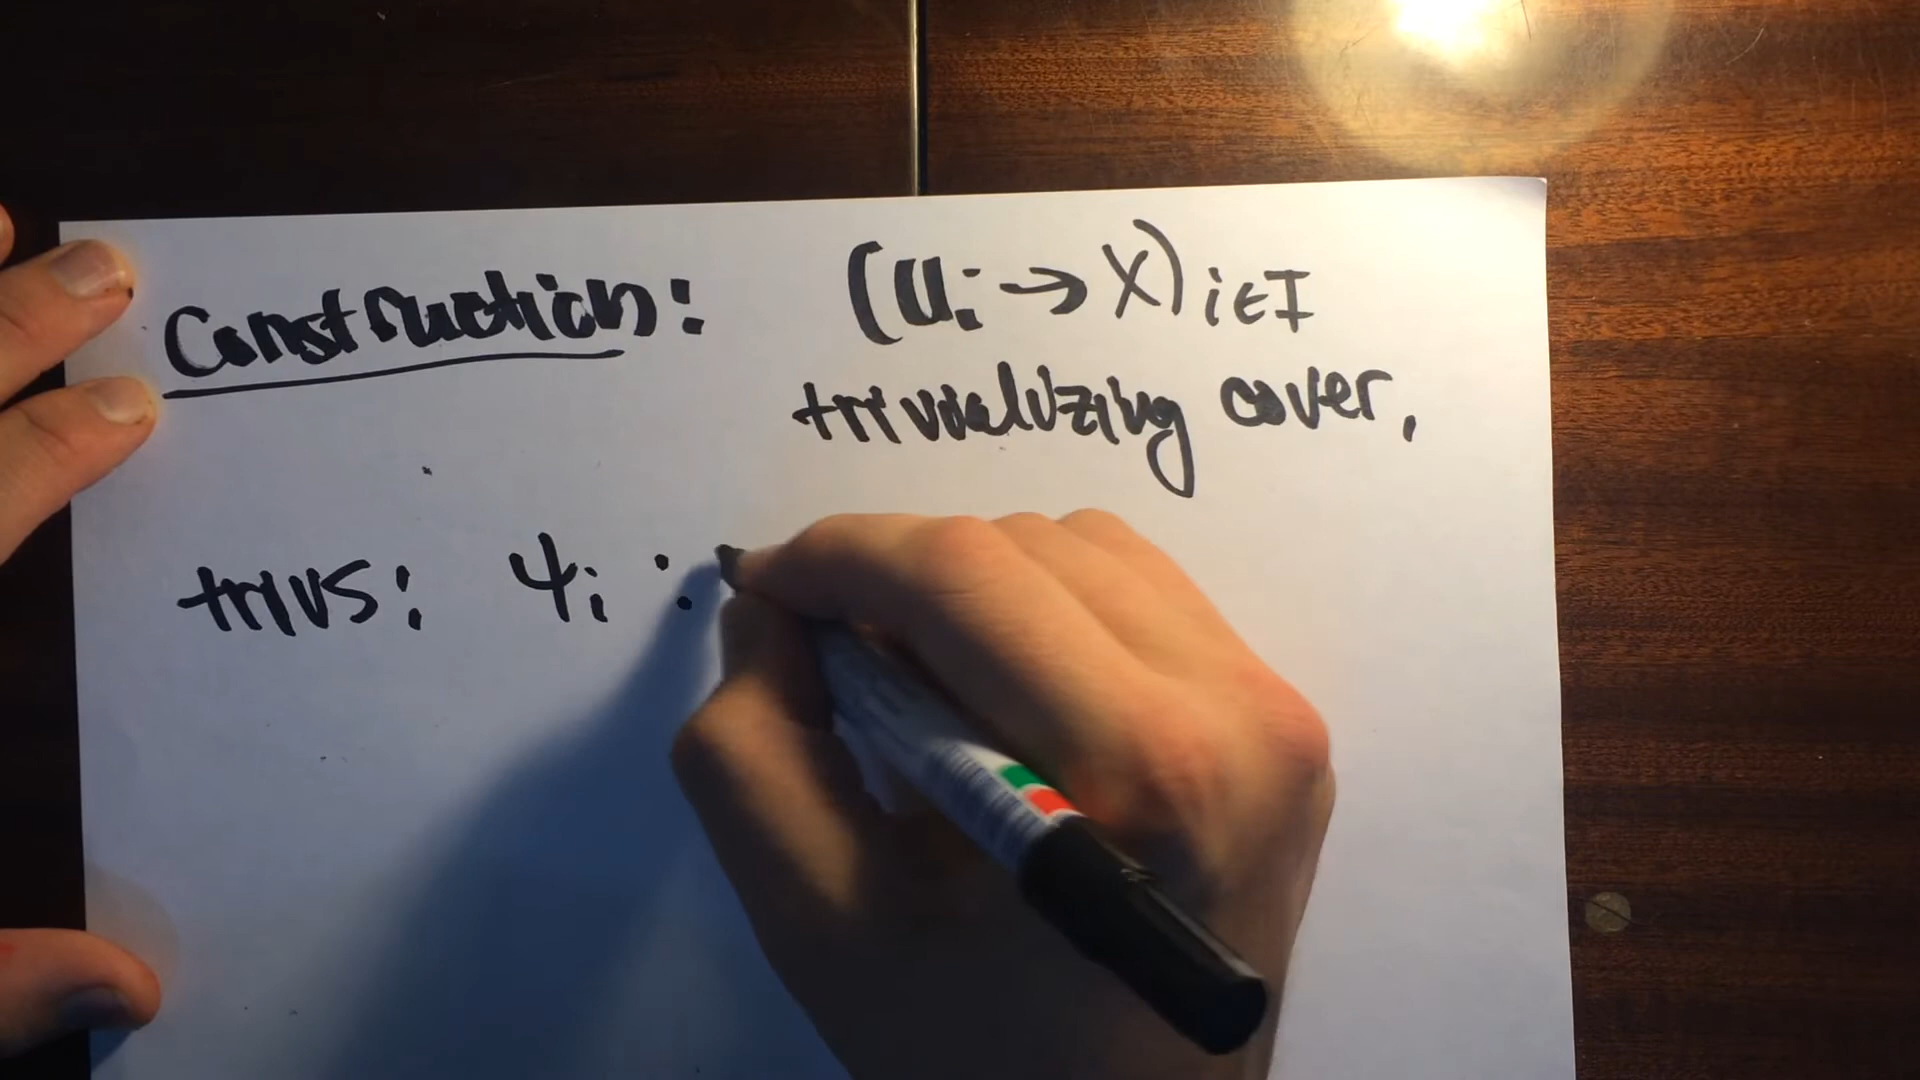 Construction: (Ui → X) i∈I
trivializing cover,
trivs: ψi :